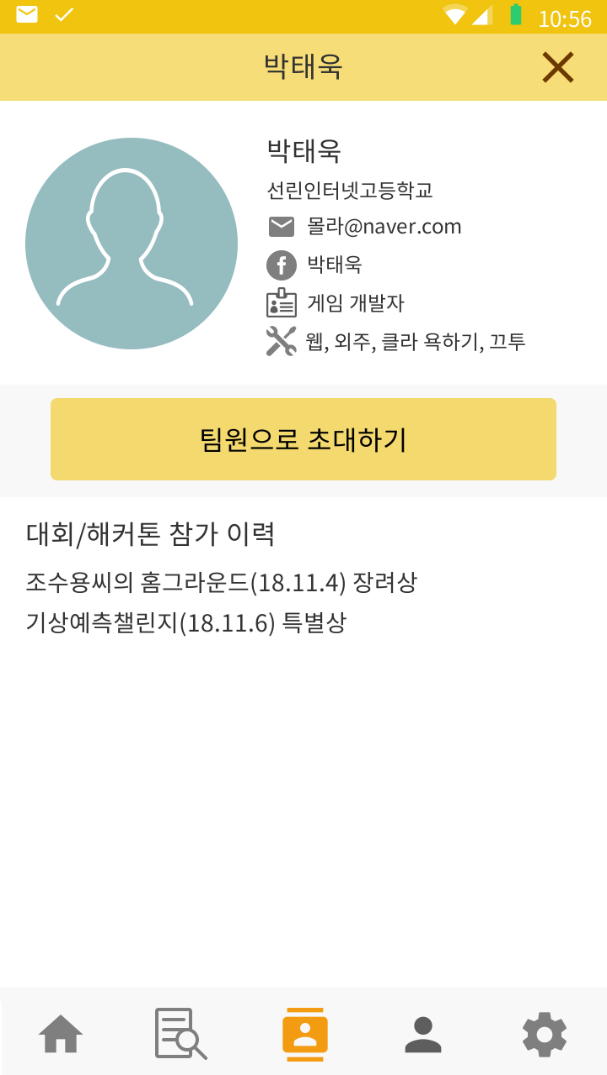 10:56
박태욱
박태욱
선린인터넷고등학교
몰라@naver.com
박태욱
게임 개발자
웹, 외주, 클라 욕하기, 끄투
팀원으로 초대하기
대회/해커톤 참가 이력
조수용씨의 홈그라운드(18.11.4) 장려상
기상예측챌린지(18.11.6) 특별상